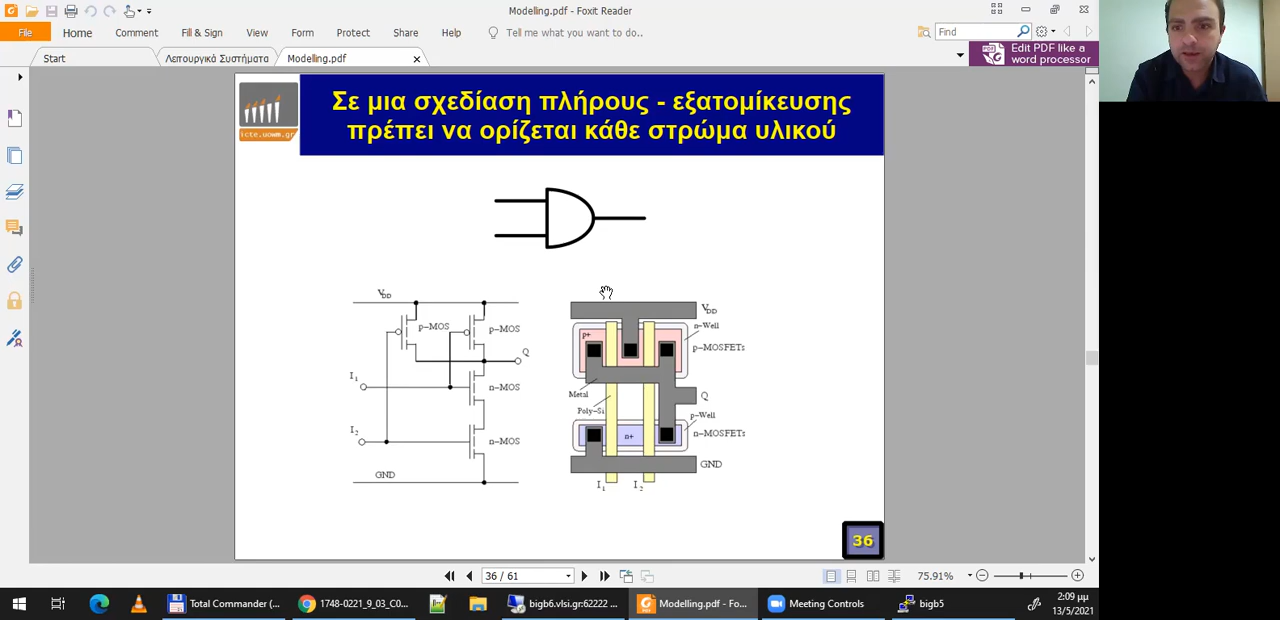 Modelling.pdf - Foxit Reader
File Home Comment Fill & Sign View Form Protect Share Help Tell me what you want to do.. Find
Start Λειτουργικά Συστήματα Modelling.pdf
Edit PDF like a
word processor
Σε μια σχεδίαση πλήρους - εξατομίκευσης
πρέπει να ορίζεται κάθε στρώμα υλικού
icte.uowm.gr
VDD
p-MOS
p-MOS
Q
I1
n-MOS
I2
n-MOS
GND
VDD
n-Well
p+
p-MOSFETs
Metal
Q
Poly-Si
p-Well
n+
n-MOSFETs
GND
I1 I2
36
36 / 61
75.91%
Total Commander (... 1748-0221_9_03_C0... bigb6.vlsi.gr:62222 ... Modelling.pdf - Fo... Meeting Controls bigb5
2:09 μμ
13/5/2021